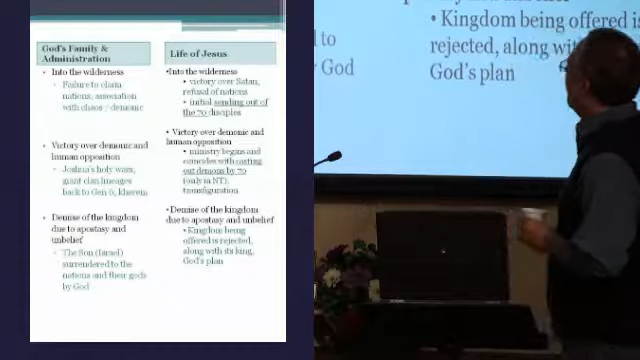 God's Family &
Administration
Into the wilderness
Failure to claim
nations, association
with chaos / demonic
Victory over demonic and
human opposition
Joshua's holy wars,
giant clan lineages
back to Gen 6, kherem
Demise of the kingdom
due to apostasy and
unbelief
The Son (Israel)
surrendered to the
nations and their gods
by God
Life of Jesus
•Into the wilderness
• victory over Satan,
refusal of nations
• initial sending out of
the 70 disciples
Victory over demonic and
human opposition
• ministry begins and
coincides with casting
out demons by 70
(only in NT);
transfiguration
•Demise of the kingdom
due to apostasy and unbelief
•Kingdom being
offered is rejected,
along with its king,
God's plan
to
God
• Kingdom being offered is
rejected, along with
God's plan